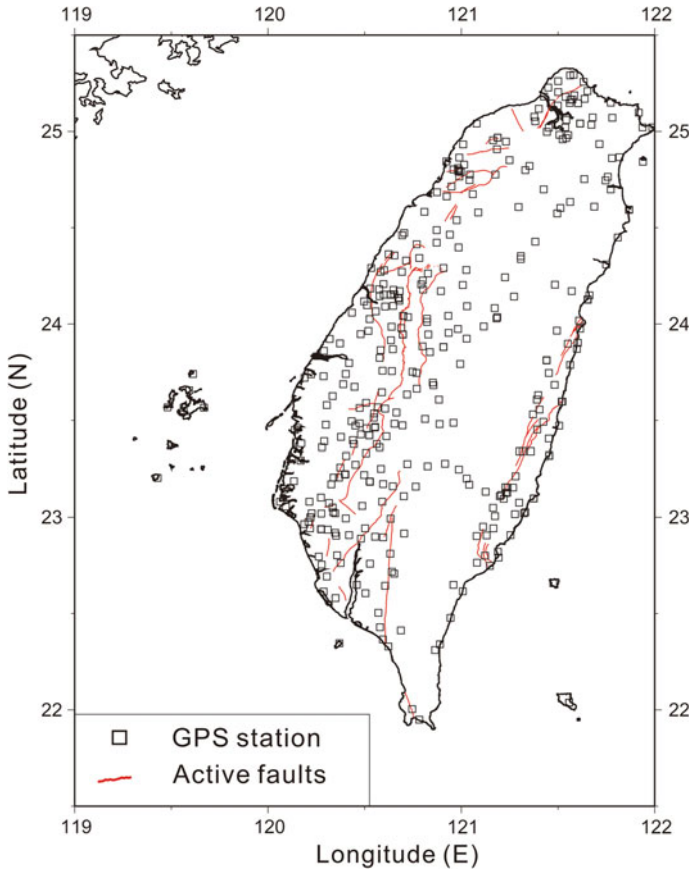 119 120 121 122
25 25
24 24
23 23
22 22
Latitude (N)
GPS station
Active faults
119 120 121 122
Longitude (E)